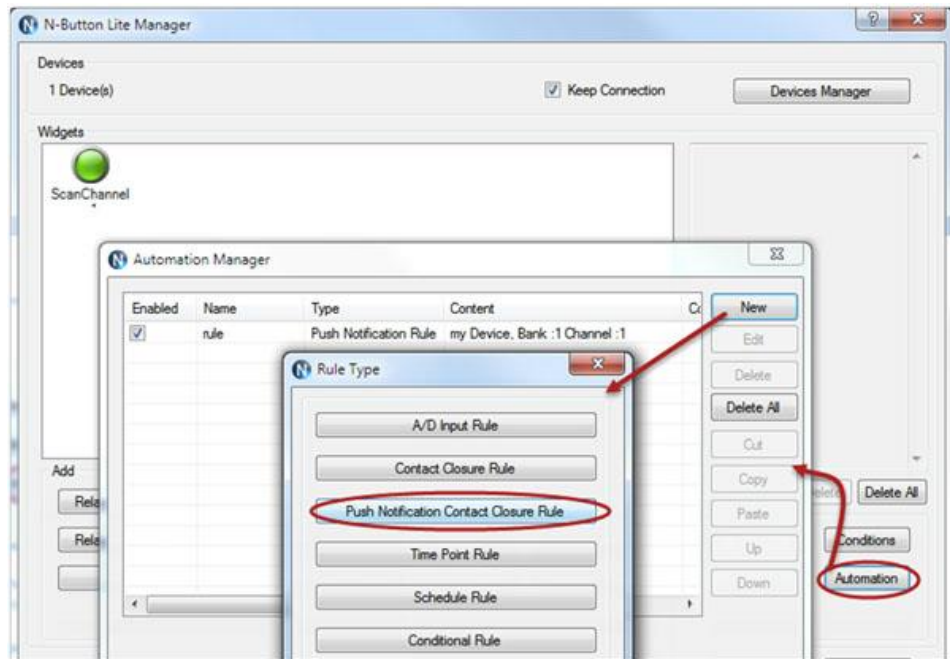 N-Button Lite Manager
Devices
1 Device(s)
Keep Connection
Devices Manager
Widgets
ScanChannel
Automation Manager
Enabled Name Type Content
New
rule Push Notification Rule my Device, Bank :1 Channel :1
Edit
Rule Type
Delete
Delete All
A/D Input Rule
Cut
Contact Closure Rule
Copy
Push Notification Contact Closure Rule
Paste
Time Point Rule
Up
Schedule Rule
Down
Conditional Rule
Add
Delete All
Conditions
Automation